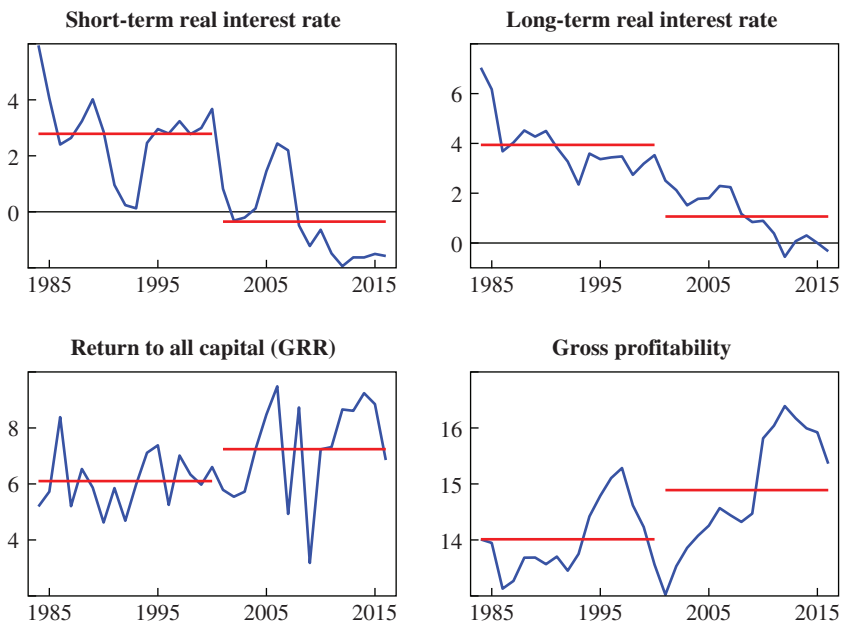 Short-term real interest rate
4
2
0
1985 1995 2005 2015
Long-term real interest rate
6
4
2
0
1985 1995 2005 2015
Return to all capital (GRR)
8
6
4
1985 1995 2005 2015
Gross profitability
16
15
14
1985 1995 2005 2015